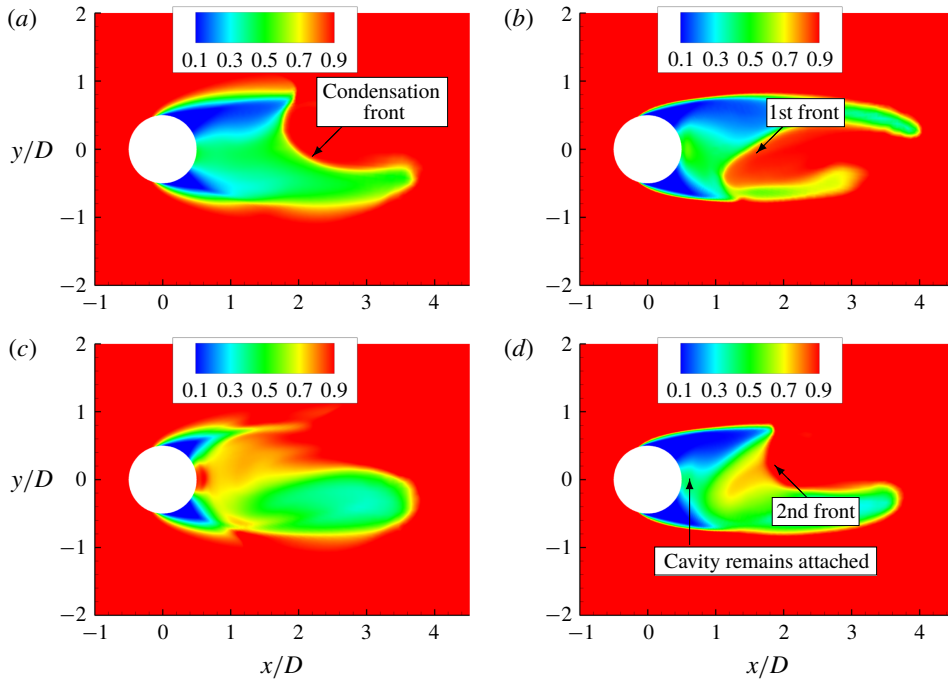 (a)
2
1
0
−1
−2
y/D
0.1 0.3 0.5 0.7 0.9
Condensation
front
−1 0 1 2 3 4
(b)
2
1
0
−1
−2
0.1 0.3 0.5 0.7 0.9
1st front
−1 0 1 2 3 4
(c)
2
1
0
−1
−2
y/D
0.1 0.3 0.5 0.7 0.9
−1 0 1 2 3 4
x/D
(d)
2
1
0
−1
−2
0.1 0.3 0.5 0.7 0.9
2nd front
Cavity remains attached
−1 0 1 2 3 4
x/D